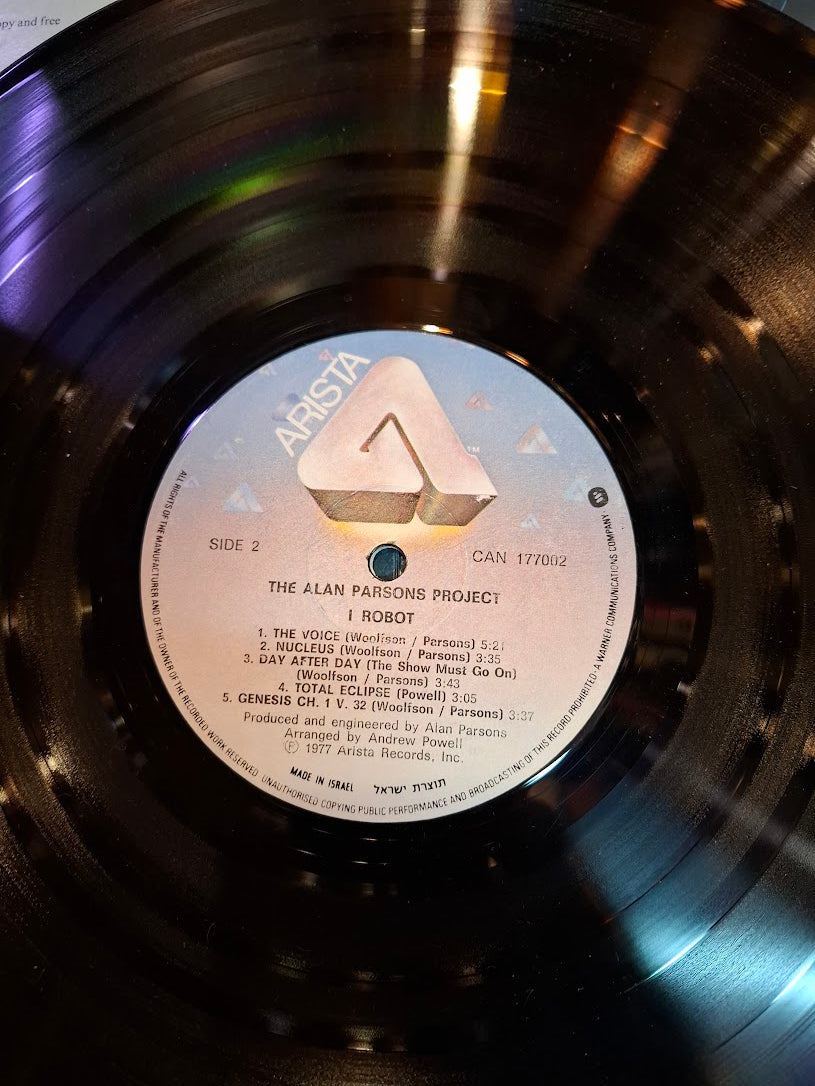 opy and free
ARISTA
TM
SIDE 2
CAN 177002
THE ALAN PARSONS PROJECT
I ROBOT
1. THE VOICE (Woolfson / Parsons) 5:21
2. NUCLEUS (Woolfson / Parsons) 3:35
3. DAY AFTER DAY (The Show Must Go On)
(Woolfson / Parsons) 3:43
4. TOTAL ECLIPSE (Powell) 3:05
5. GENESIS CH. 1 V. 32 (Woolfson / Parsons) 3:37
Produced and engineered by Alan Parsons
Arranged by Andrew Powell
Ⓟ 1977 Arista Records, Inc.
MADE IN ISRAEL תוצרת ישראל
ALL RIGHTS OF THE MANUFACTURER AND OF THE OWNER OF THE RECORDED WORK RESERVED UNAUTHORISED COPYING PUBLIC PERFORMANCE AND BROADCASTING OF THIS RECORD PROHIBITED · A WARNER COMMUNICATIONS COMPANY ·